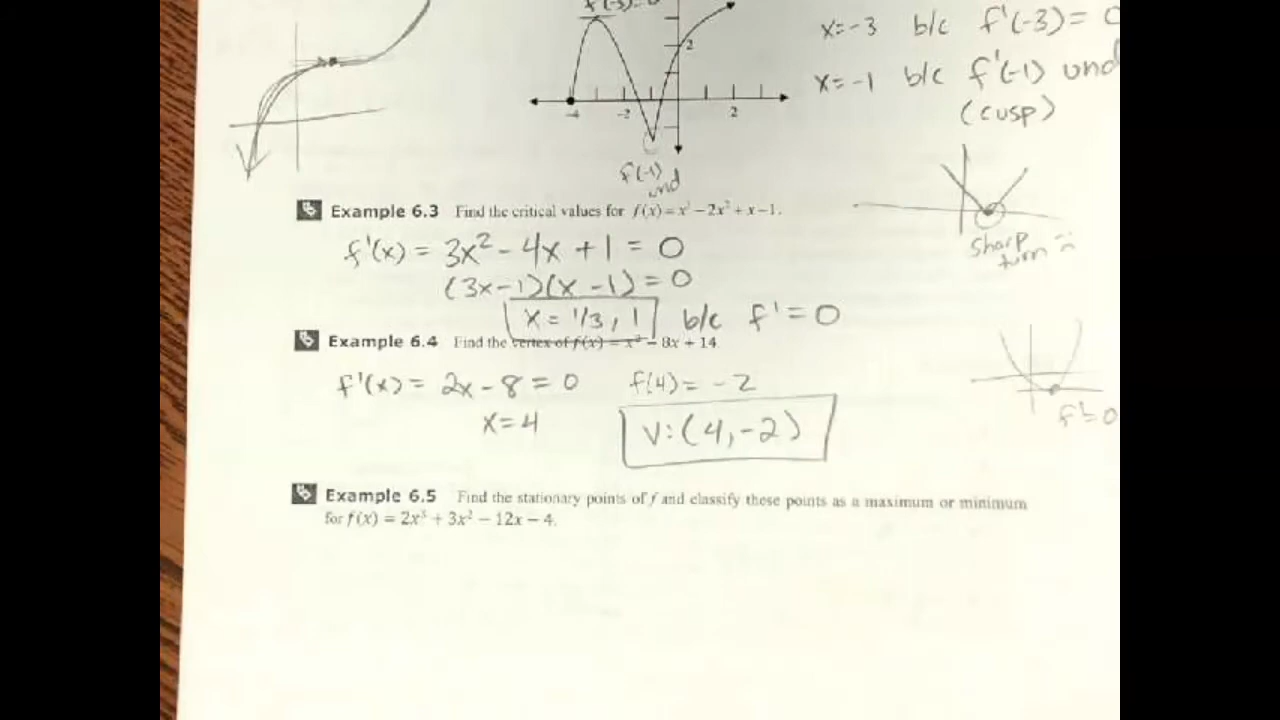 f'(-3)=0
x=-3 b/c f'(-3)=0
2
x=-1 b/c f'(-1) und
(cusp)
-4 -2 2
f'(-1)
und
Example 6.3 Find the critical values for f(x) = x³ − 2x² + x − 1.
sharp
turn
f'(x) = 3x² - 4x + 1 = 0
(3x-1)(x-1) = 0
x = 1/3, 1 b/c f' = 0
Example 6.4 Find the vertex of f(x) = x² − 8x + 14.
f'(x) = 2x - 8 = 0 f(4) = -2
x=4 V:(4,-2)
f'=0
Example 6.5 Find the stationary points of f and classify these points as a maximum or minimum
for f(x) = 2x³ + 3x² − 12x − 4.